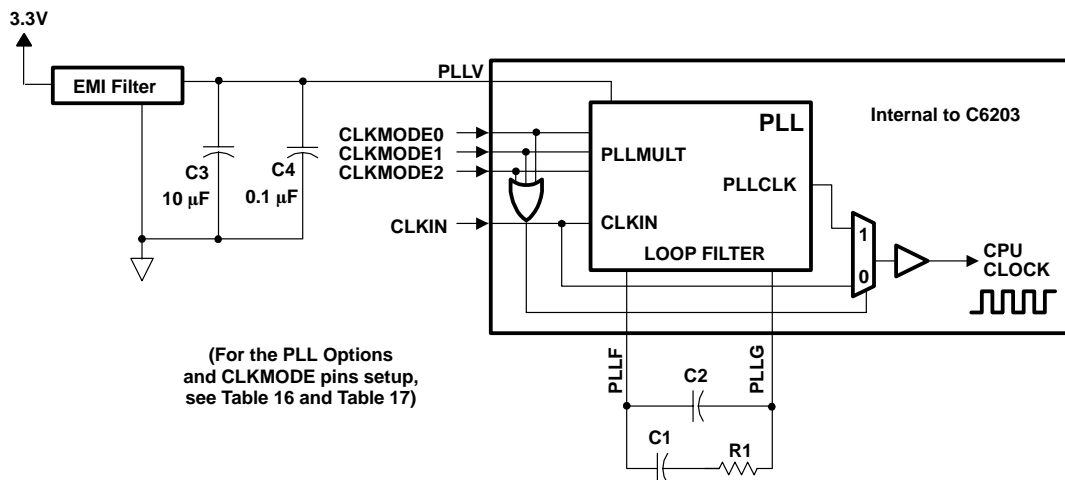 3.3V
EMI Filter
PLLV
C3
10 μF
C4
0.1 μF
CLKMODE0
CLKMODE1
CLKMODE2
CLKIN
PLL
PLLMULT
PLLCLK
CLKIN
LOOP FILTER
Internal to C6203
1
0
CPU
CLOCK
(For the PLL Options
and CLKMODE pins setup,
see Table 16 and Table 17)
PLLF
PLLG
C2
C1
R1